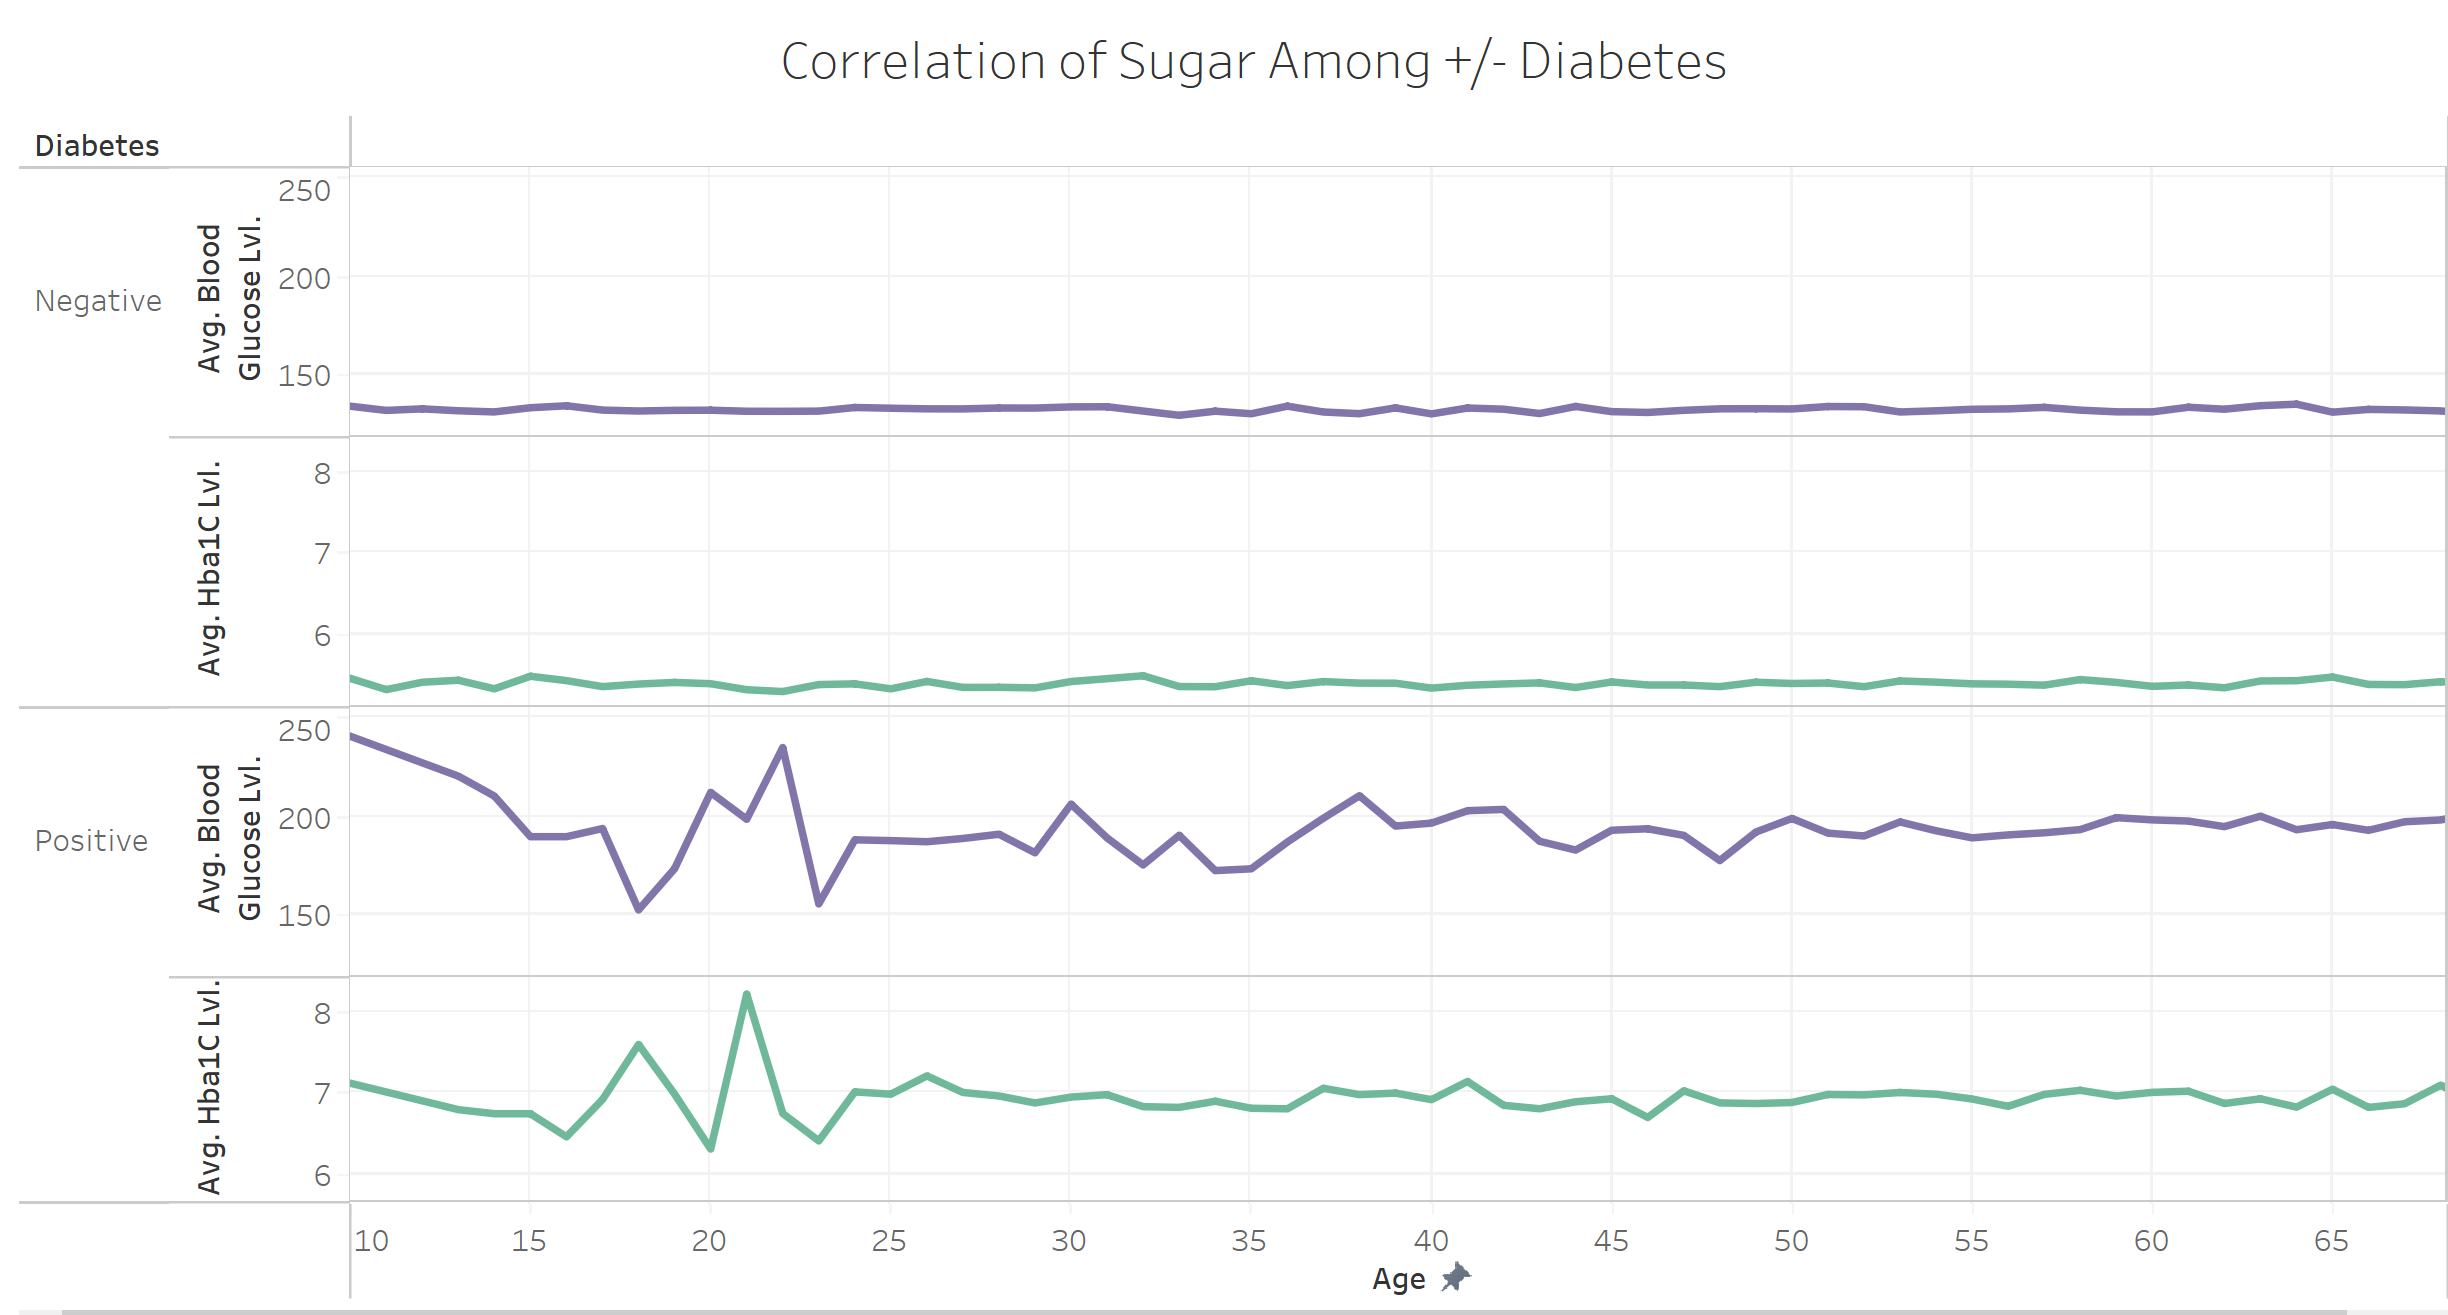 Correlation of Sugar Among +/- Diabetes
Diabetes
Negative
Avg. Blood
Glucose Lvl.
250
200
150
Avg. Hba1C Lvl.
8
7
6
Positive
Avg. Blood
Glucose Lvl.
250
200
150
Avg. Hba1C Lvl.
8
7
6
10 15 20 25 30 35 40 45 50 55 60 65
Age